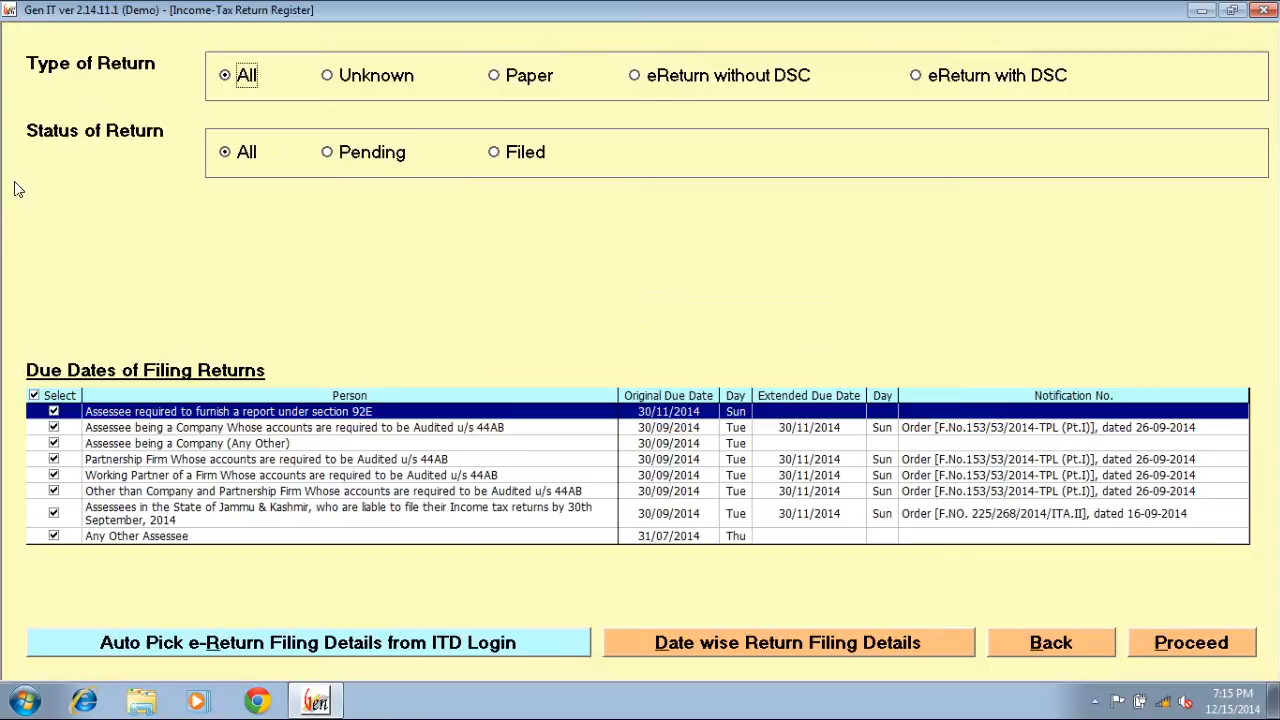 Gen IT ver 2.14.11.1 (Demo) - [Income-Tax Return Register]
Type of Return
All Unknown Paper eReturn without DSC eReturn with DSC
Status of Return
All Pending Filed
Due Dates of Filing Returns
Select Person Original Due Date Day Extended Due Date Day Notification No.
Assessee required to furnish a report under section 92E 30/11/2014 Sun
Assessee being a Company Whose accounts are required to be Audited u/s 44AB 30/09/2014 Tue 30/11/2014 Sun Order [F.No.153/53/2014-TPL (Pt.I)], dated 26-09-2014
Assessee being a Company (Any Other) 30/09/2014 Tue
Partnership Firm Whose accounts are required to be Audited u/s 44AB 30/09/2014 Tue 30/11/2014 Sun Order [F.No.153/53/2014-TPL (Pt.I)], dated 26-09-2014
Working Partner of a Firm Whose accounts are required to be Audited u/s 44AB 30/09/2014 Tue 30/11/2014 Sun Order [F.No.153/53/2014-TPL (Pt.I)], dated 26-09-2014
Other than Company and Partnership Firm Whose accounts are required to be Audited u/s 44AB 30/09/2014 Tue 30/11/2014 Sun Order [F.No.153/53/2014-TPL (Pt.I)], dated 26-09-2014
Assessees in the State of Jammu & Kashmir, who are liable to file their Income tax returns by 30th
September, 2014 30/09/2014 Tue 30/11/2014 Sun Order [F.NO. 225/268/2014/ITA.II], dated 16-09-2014
Any Other Assessee 31/07/2014 Thu
Auto Pick e-Return Filing Details from ITD Login Date wise Return Filing Details Back Proceed
Gen
7:15 PM
12/15/2014